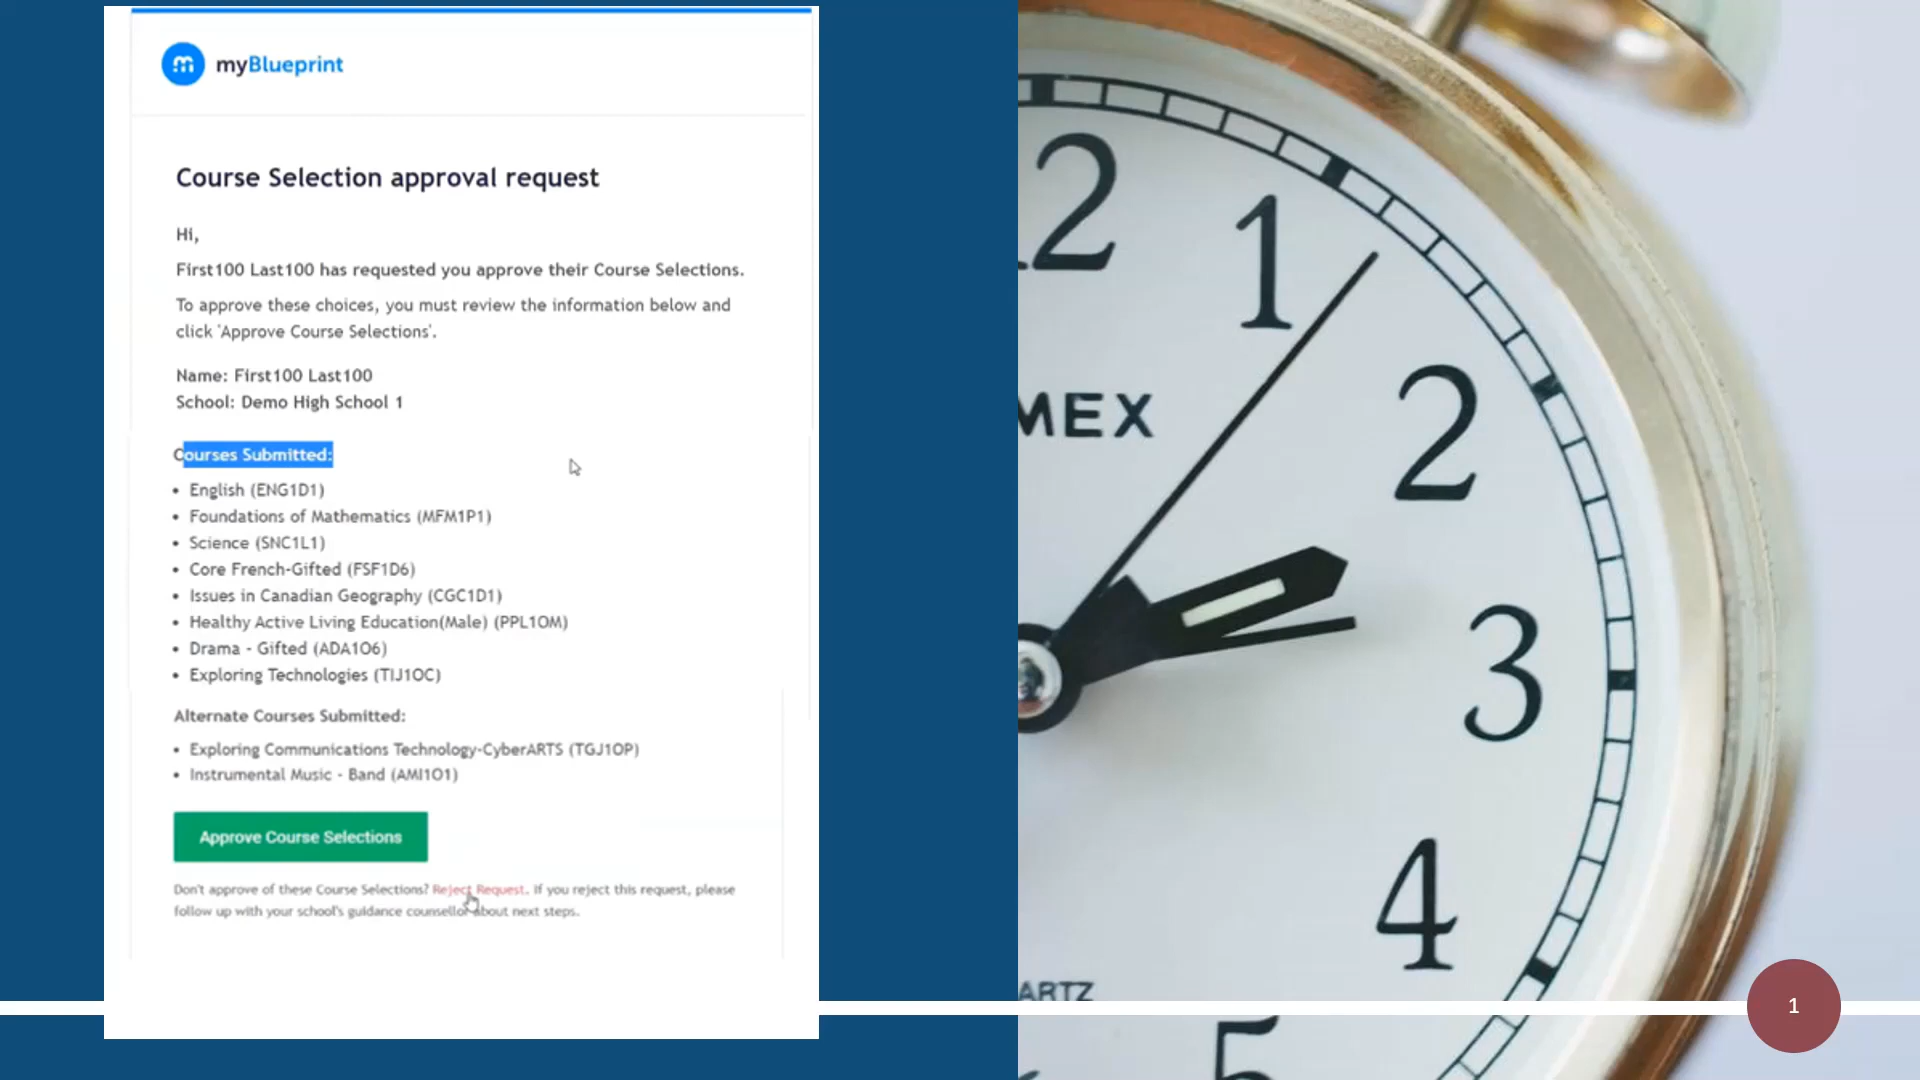 myBlueprint
Course Selection approval request
Hi,
First100 Last100 has requested you approve their Course Selections.
To approve these choices, you must review the information below and
click 'Approve Course Selections'.
Name: First100 Last100
School: Demo High School 1
Courses Submitted:
• English (ENG1D1)
• Foundations of Mathematics (MFM1P1)
• Science (SNC1L1)
• Core French-Gifted (FSF1D6)
• Issues in Canadian Geography (CGC1D1)
• Healthy Active Living Education(Male) (PPL1OM)
• Drama - Gifted (ADA1O6)
• Exploring Technologies (TIJ1OC)
Alternate Courses Submitted:
• Exploring Communications Technology-CyberARTS (TGJ1OP)
• Instrumental Music - Band (AMI1O1)
Approve Course Selections
Don't approve of these Course Selections? Reject Request. If you reject this request, please
follow up with your school's guidance counsellor about next steps.
12
1
2
MEX
3
4
ARTZ
5
1